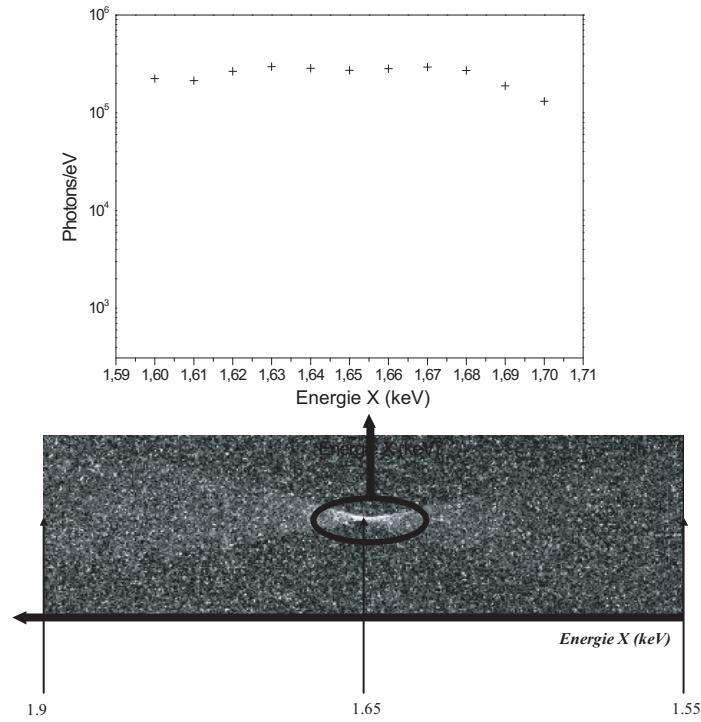 10^6
10^5
10^4
10^3
Photons/eV
1,59 1,60 1,61 1,62 1,63 1,64 1,65 1,66 1,67 1,68 1,69 1,70 1,71
Energie X (keV)
Energie X (keV)
Energie X (keV)
1.9 1.65 1.55